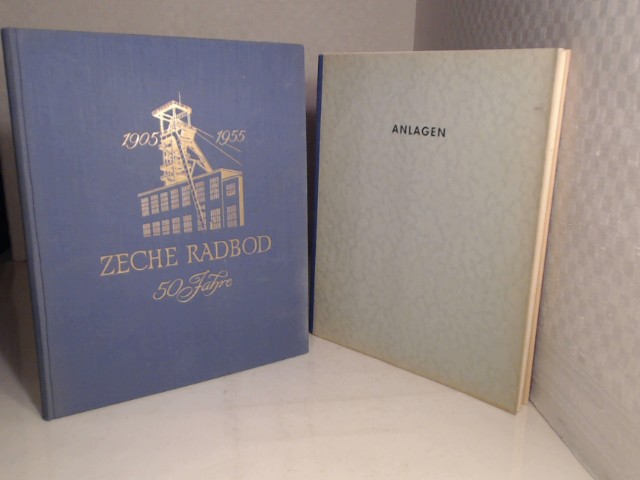 1905 1955
ZECHE RADBOD
50 Jahre
ANLAGEN